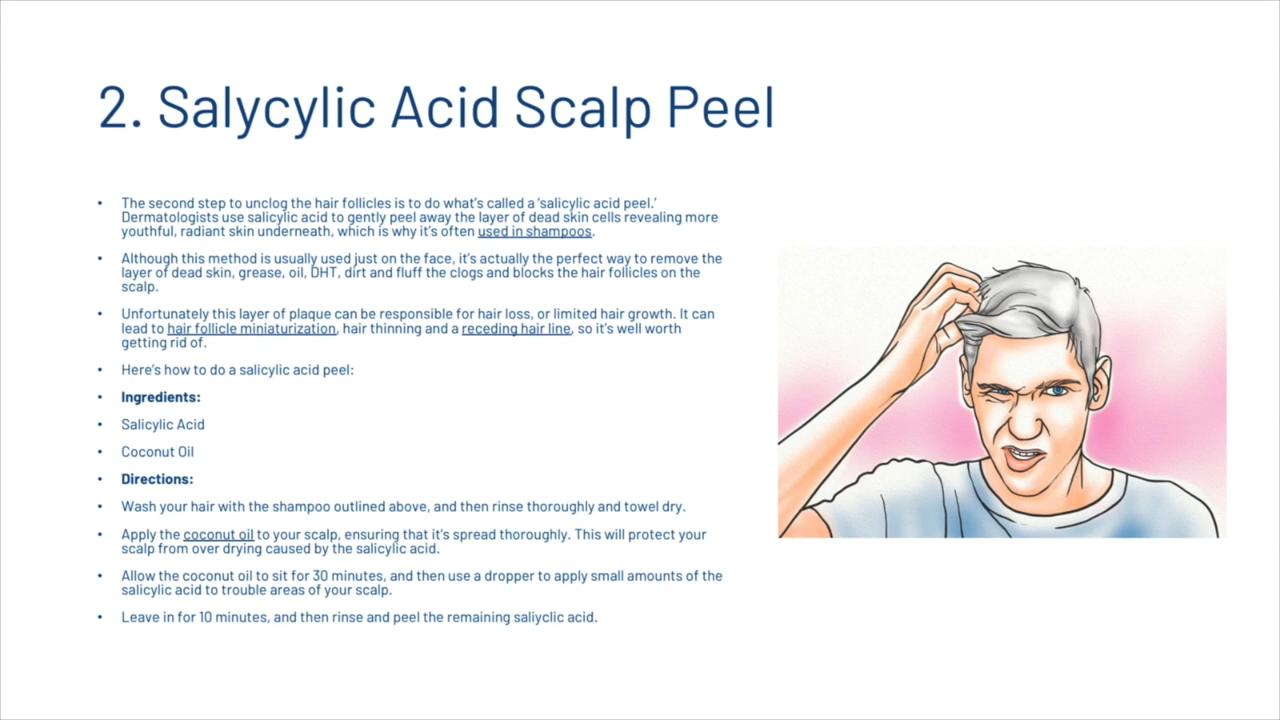 2. Salycylic Acid Scalp Peel
• The second step to unclog the hair follicles is to do what's called a 'salicylic acid peel.'
Dermatologists use salicylic acid to gently peel away the layer of dead skin cells revealing more
youthful, radiant skin underneath, which is why it's often used in shampoos.
• Although this method is usually used just on the face, it's actually the perfect way to remove the
layer of dead skin, grease, oil, DHT, dirt and fluff the clogs and blocks the hair follicles on the
scalp.
• Unfortunately this layer of plaque can be responsible for hair loss, or limited hair growth. It can
lead to hair follicle miniaturization, hair thinning and a receding hair line, so it's well worth
getting rid of.
• Here's how to do a salicylic acid peel:
• Ingredients:
• Salicylic Acid
• Coconut Oil
• Directions:
• Wash your hair with the shampoo outlined above, and then rinse thoroughly and towel dry.
• Apply the coconut oil to your scalp, ensuring that it's spread thoroughly. This will protect your
scalp from over drying caused by the salicylic acid.
• Allow the coconut oil to sit for 30 minutes, and then use a dropper to apply small amounts of the
salicylic acid to trouble areas of your scalp.
• Leave in for 10 minutes, and then rinse and peel the remaining saliyclic acid.